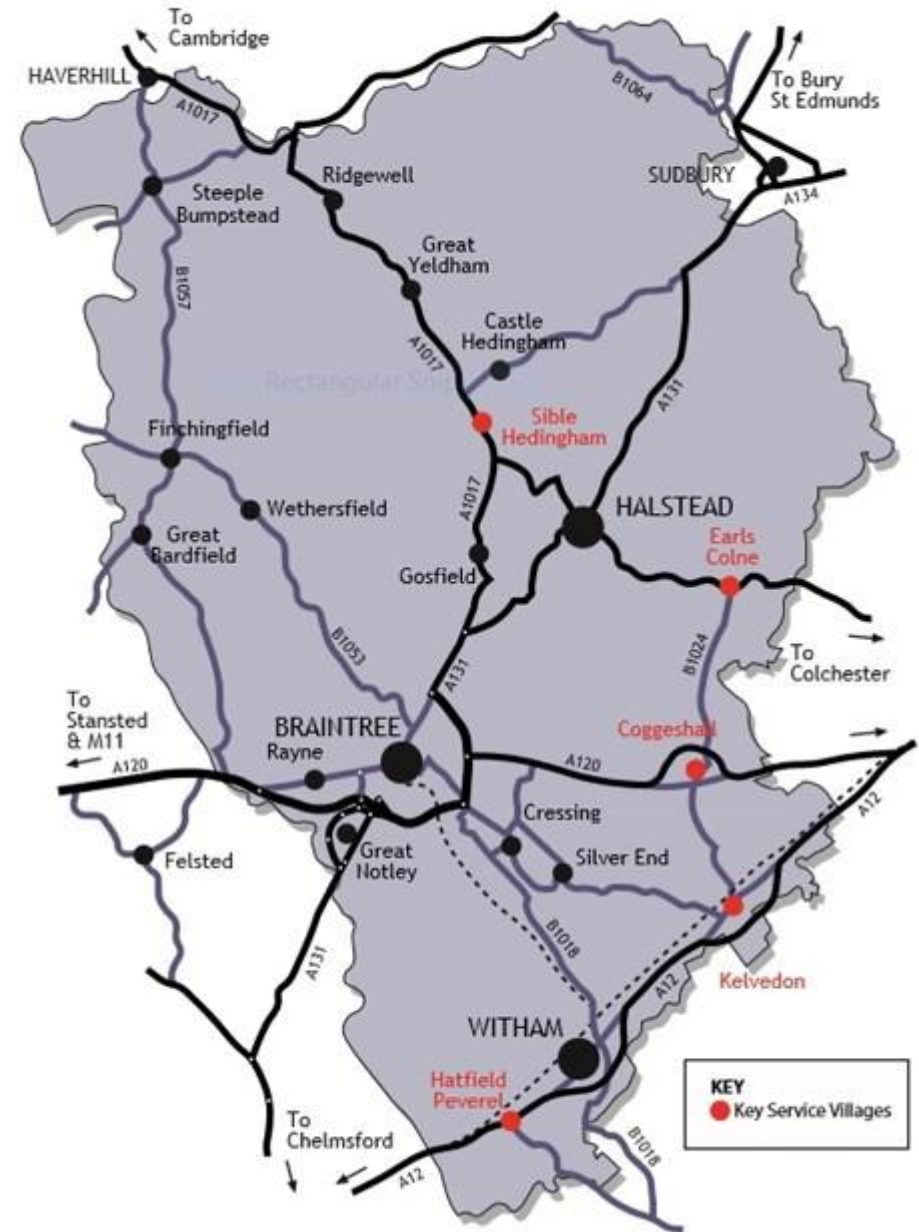 To
Cambridge
HAVERHILL
A1017
B1064
To Bury
St Edmunds
Steeple
Bumpstead
Ridgewell
SUDBURY
A134
Great
Yeldham
B1057
Castle
Hedingham
A1017
Rectangular Snip
A131
Finchingfield
Sible
Hedingham
Wethersfield
A1017
HALSTEAD
Great
Bardfield
Gosfield
Earls
Colne
B1053
A131
B1024
To
Colchester
To
Stansted
& M11
BRAINTREE
Rayne
Coggeshall
A120
A120
A12
Cressing
Felsted
Great
Notley
Silver End
A131
B1018
Kelvedon
A12
WITHAM
Hatfield
Peverel
KEY
Key Service Villages
To
Chelmsford
A12
B1018